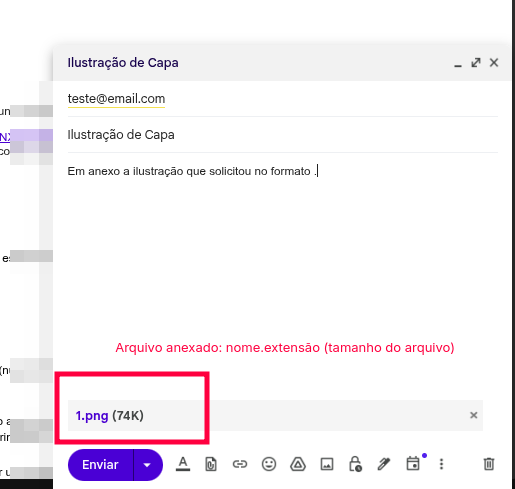 Ilustração de Capa
teste@email.com
Ilustração de Capa
Em anexo a ilustração que solicitou no formato .
Arquivo anexado: nome.extensão (tamanho do arquivo)
1.png (74K)
Enviar